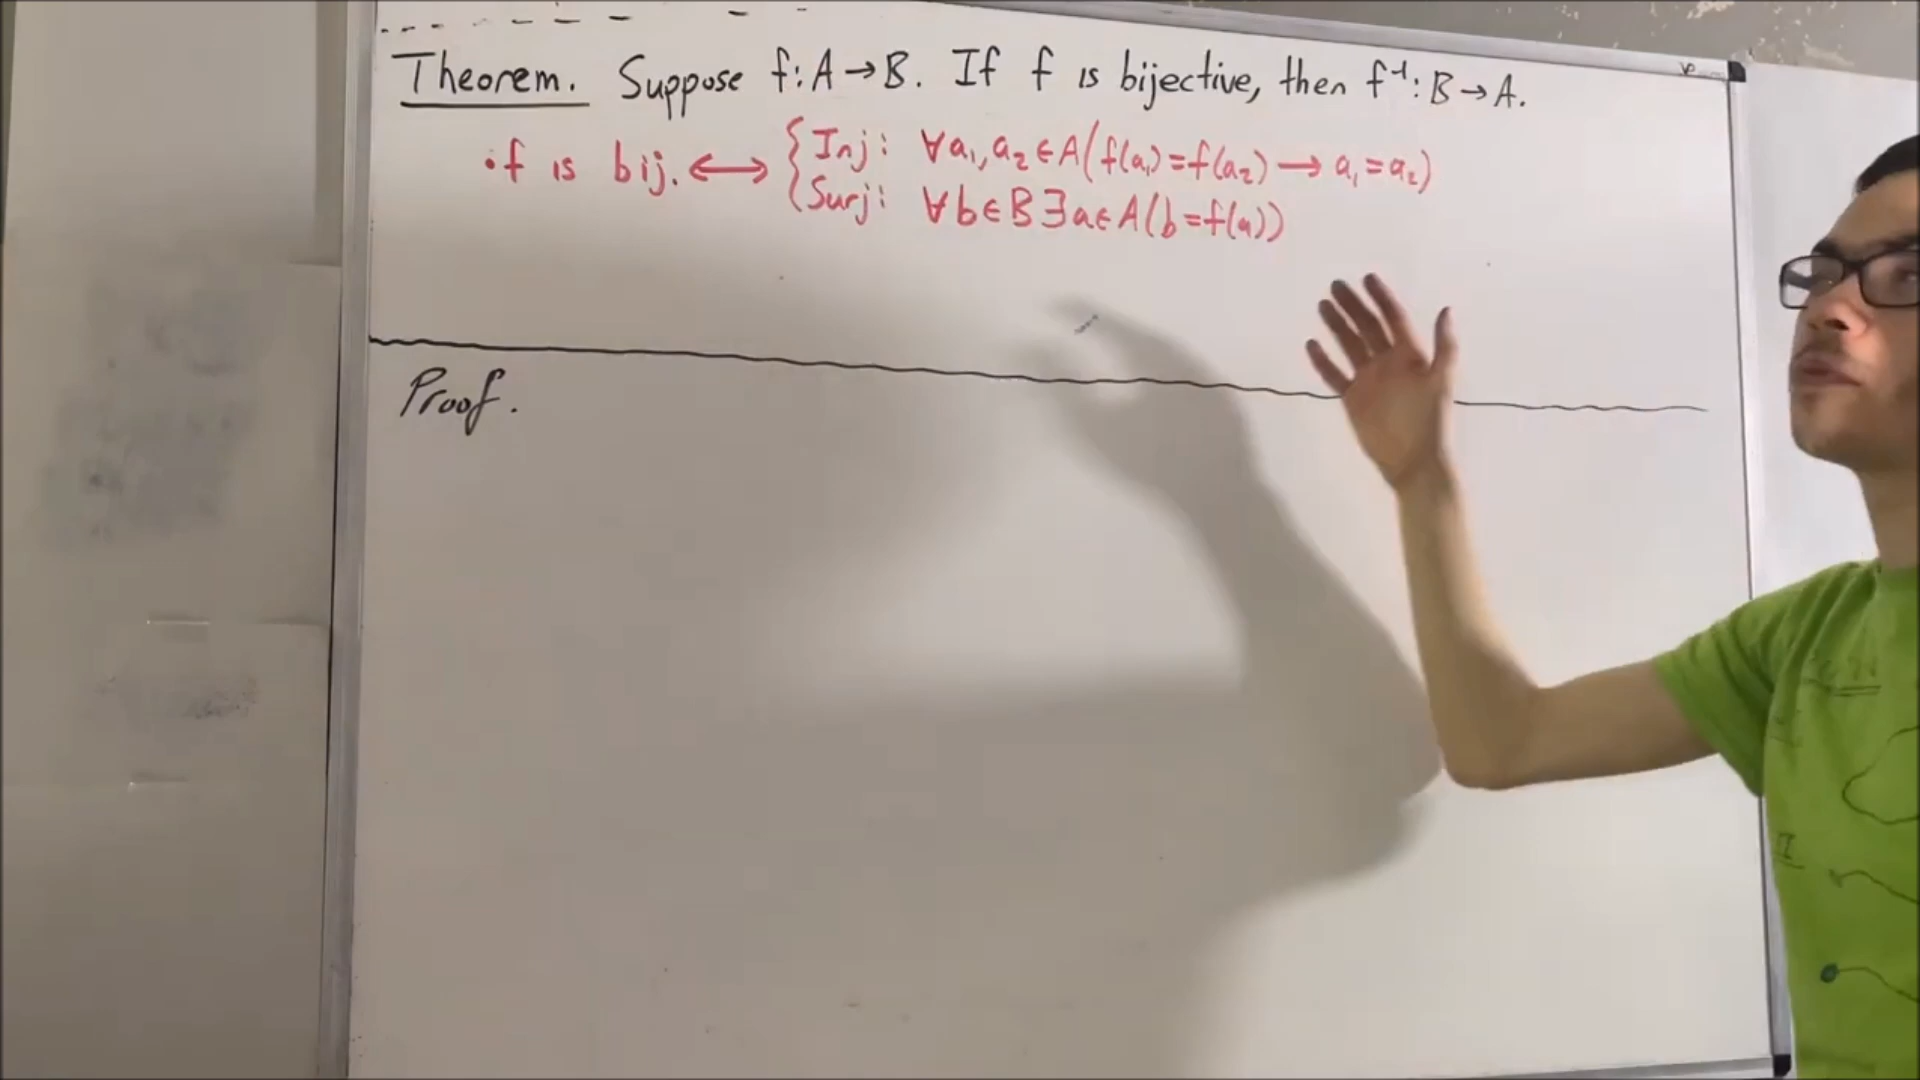 Theorem. Suppose f: A → B. If f is bijective, then f⁻¹: B → A.
• f is bij. ⟷ { Inj: ∀a₁, a₂ ∈ A (f(a₁) = f(a₂) → a₁ = a₂)
Surj: ∀b ∈ B ∃a ∈ A (b = f(a))
Proof.